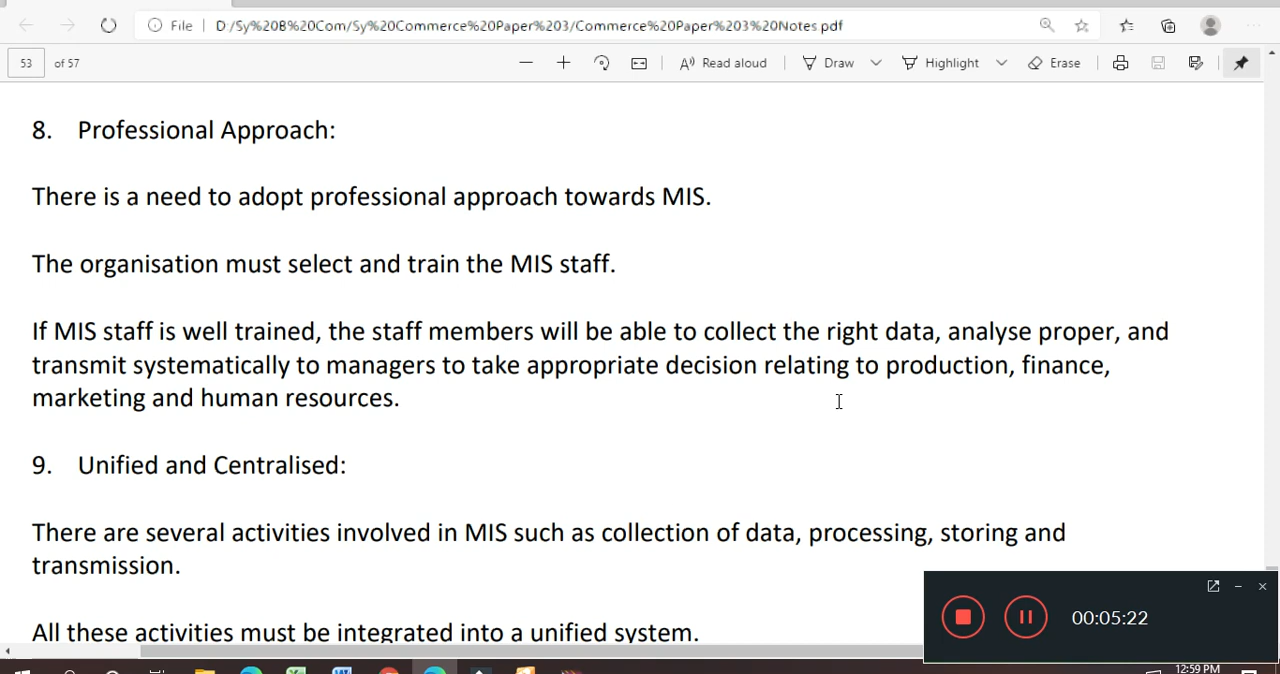 File
D:/Sy%20B%20Com/Sy%20Commerce%20Paper%203/Commerce%20Paper%203%20Notes.pdf
53 of 57
Read aloud
Draw
Highlight
Erase
8. Professional Approach:
There is a need to adopt professional approach towards MIS.
The organisation must select and train the MIS staff.
If MIS staff is well trained, the staff members will be able to collect the right data, analyse proper, and
transmit systematically to managers to take appropriate decision relating to production, finance,
marketing and human resources.
9. Unified and Centralised:
There are several activities involved in MIS such as collection of data, processing, storing and
transmission.
All these activities must be integrated into a unified system.
00:05:22
12:59 PM